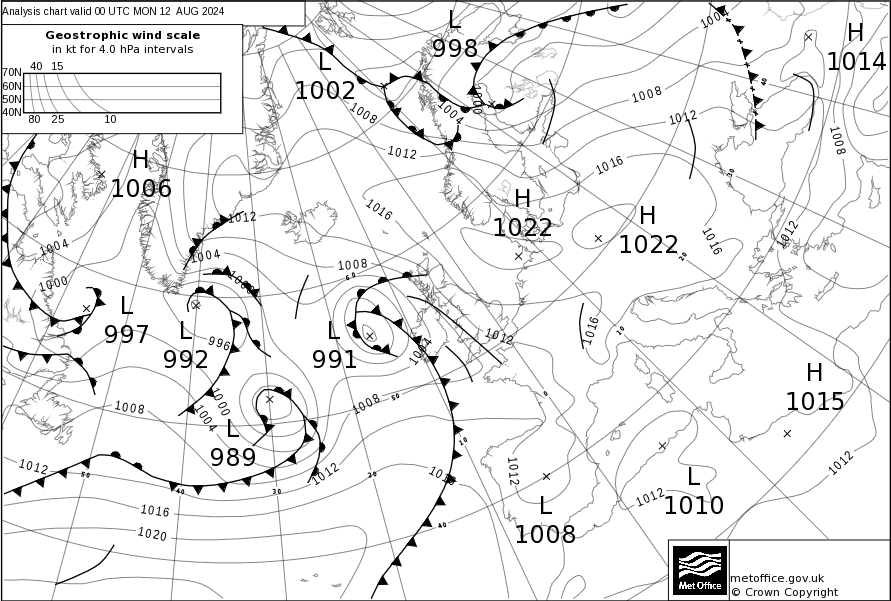 Analysis chart valid 00 UTC MON 12 AUG 2024
Geostrophic wind scale
in kt for 4.0 hPa intervals
40 15
70N
60N
50N
40N
80 25 10
L
998
1004
H
1014
L
1002
1008
1000
1004
40
1008
1012
1008
H
1006
1012
1016
30
1016
H
1022
H
1022
1012
1016
1012
1004
1004
1008
20
1000
60
L
997
L
992
996
L
991
1012
1016
10
1004
H
1015
1008
1000
1004
1008
50
0
L
989
10
1012
50
40
30
1012
20
1012
1012
L
1010
1012
1016
1020
40
L
1008
Met Office
metoffice.gov.uk
© Crown Copyright